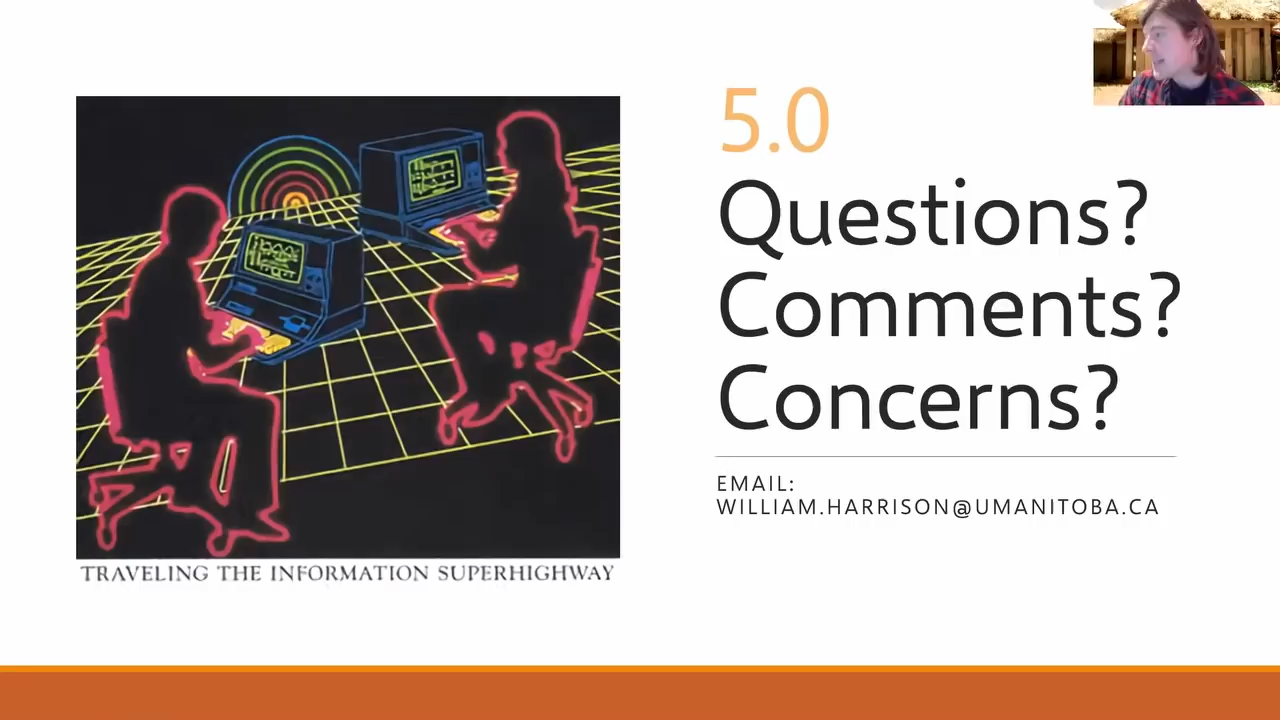 5.0
Questions?
Comments?
Concerns?
EMAIL:
WILLIAM.HARRISON@UMANITOBA.CA
TRAVELING THE INFORMATION SUPERHIGHWAY